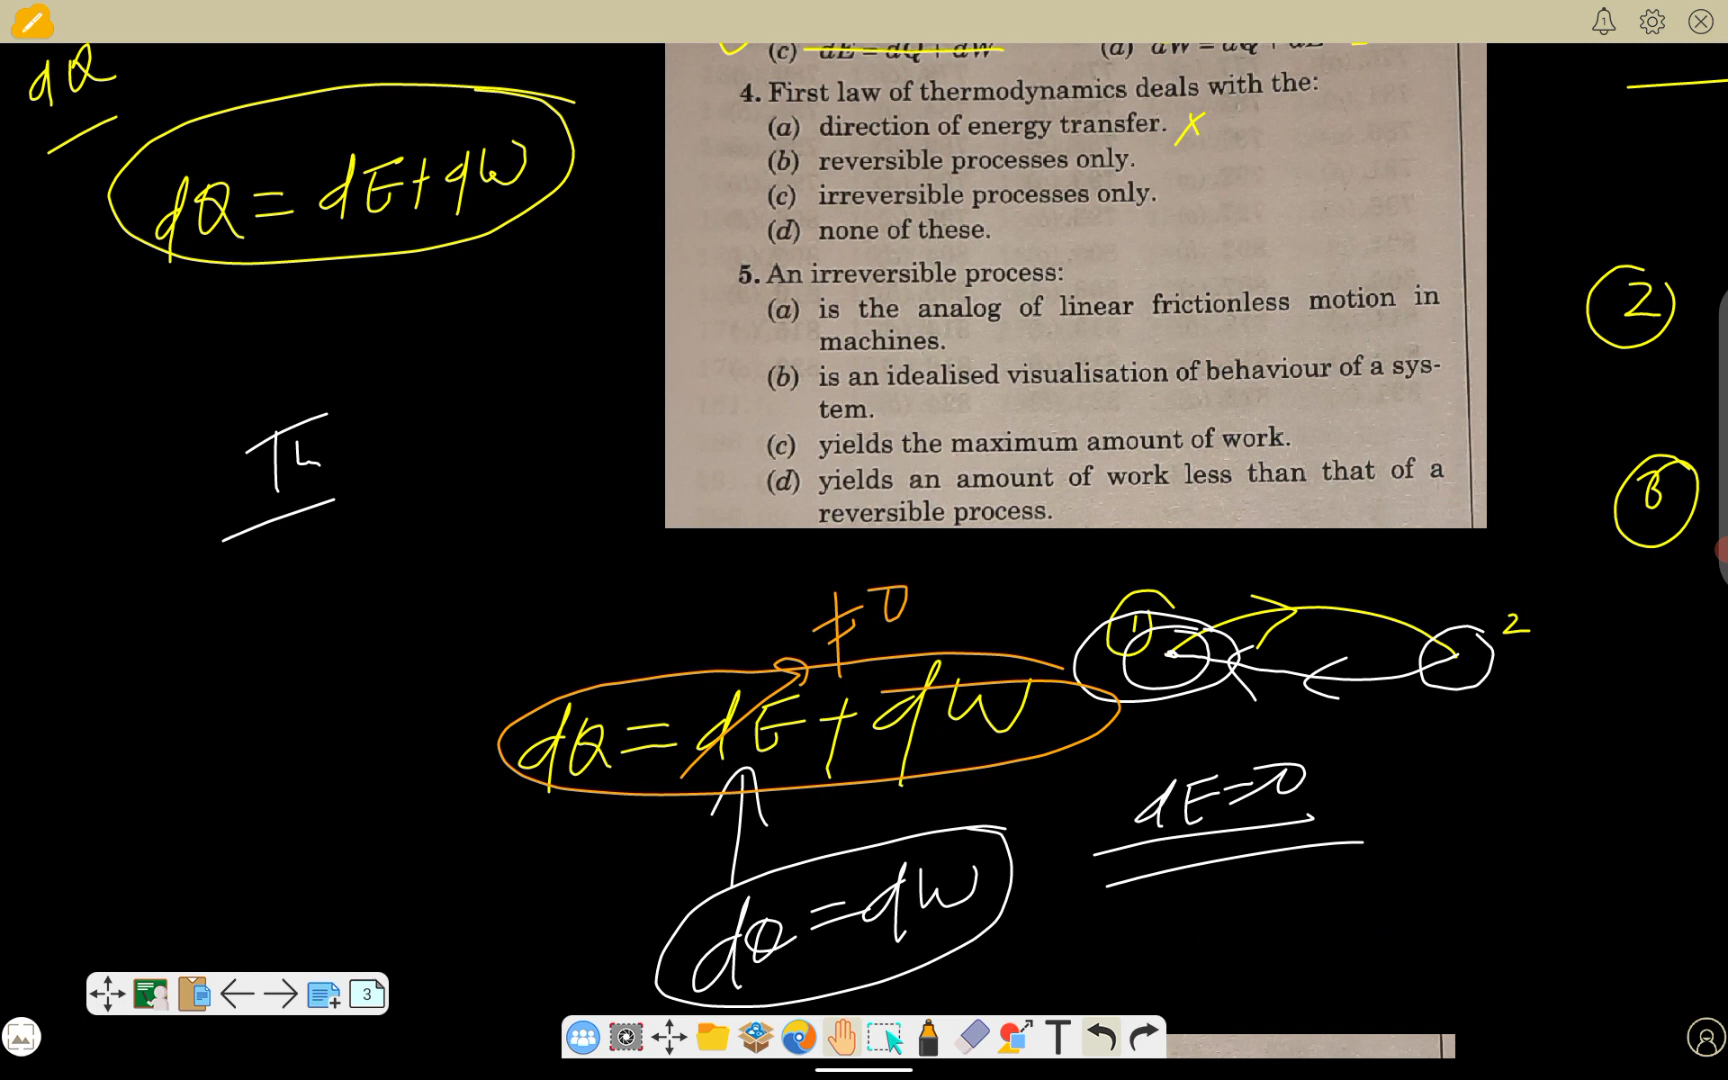 dQ
dQ = dE + dW
(c) dE = dQ + dW (d) dW = dQ + dE
4. First law of thermodynamics deals with the:
(a) direction of energy transfer. ✗
(b) reversible processes only.
(c) irreversible processes only.
(d) none of these.
5. An irreversible process:
(a) is the analog of linear frictionless motion in
machines.
(b) is an idealised visualisation of behaviour of a sys-
tem.
(c) yields the maximum amount of work.
(d) yields an amount of work less than that of a
reversible process.
2
Th
B
≠0
1
2
dQ = dE + dW
dE=0
dQ = dW
3
T